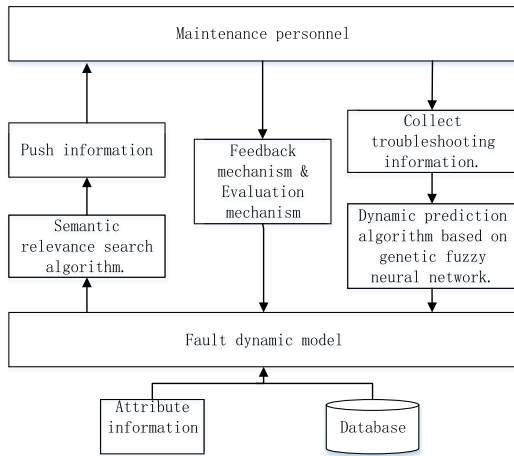 Maintenance personnel
Push information
Semantic
relevance search
algorithm.
Feedback
mechanism &
Evaluation
mechanism
Collect
troubleshooting
information.
Dynamic prediction
algorithm based on
genetic fuzzy
neural network.
Fault dynamic model
Attribute
information
Database